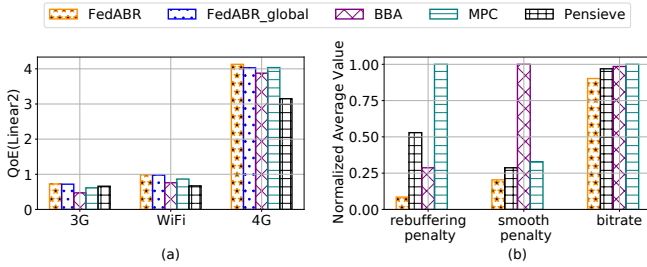 FedABR FedABR_global BBA MPC Pensieve
QoE(Linear2)
4
3
2
1
0
3G WiFi 4G
(a)
Normalized Average Value
1.00
0.75
0.50
0.25
0.00
rebuffering smooth bitrate
penalty penalty
(b)